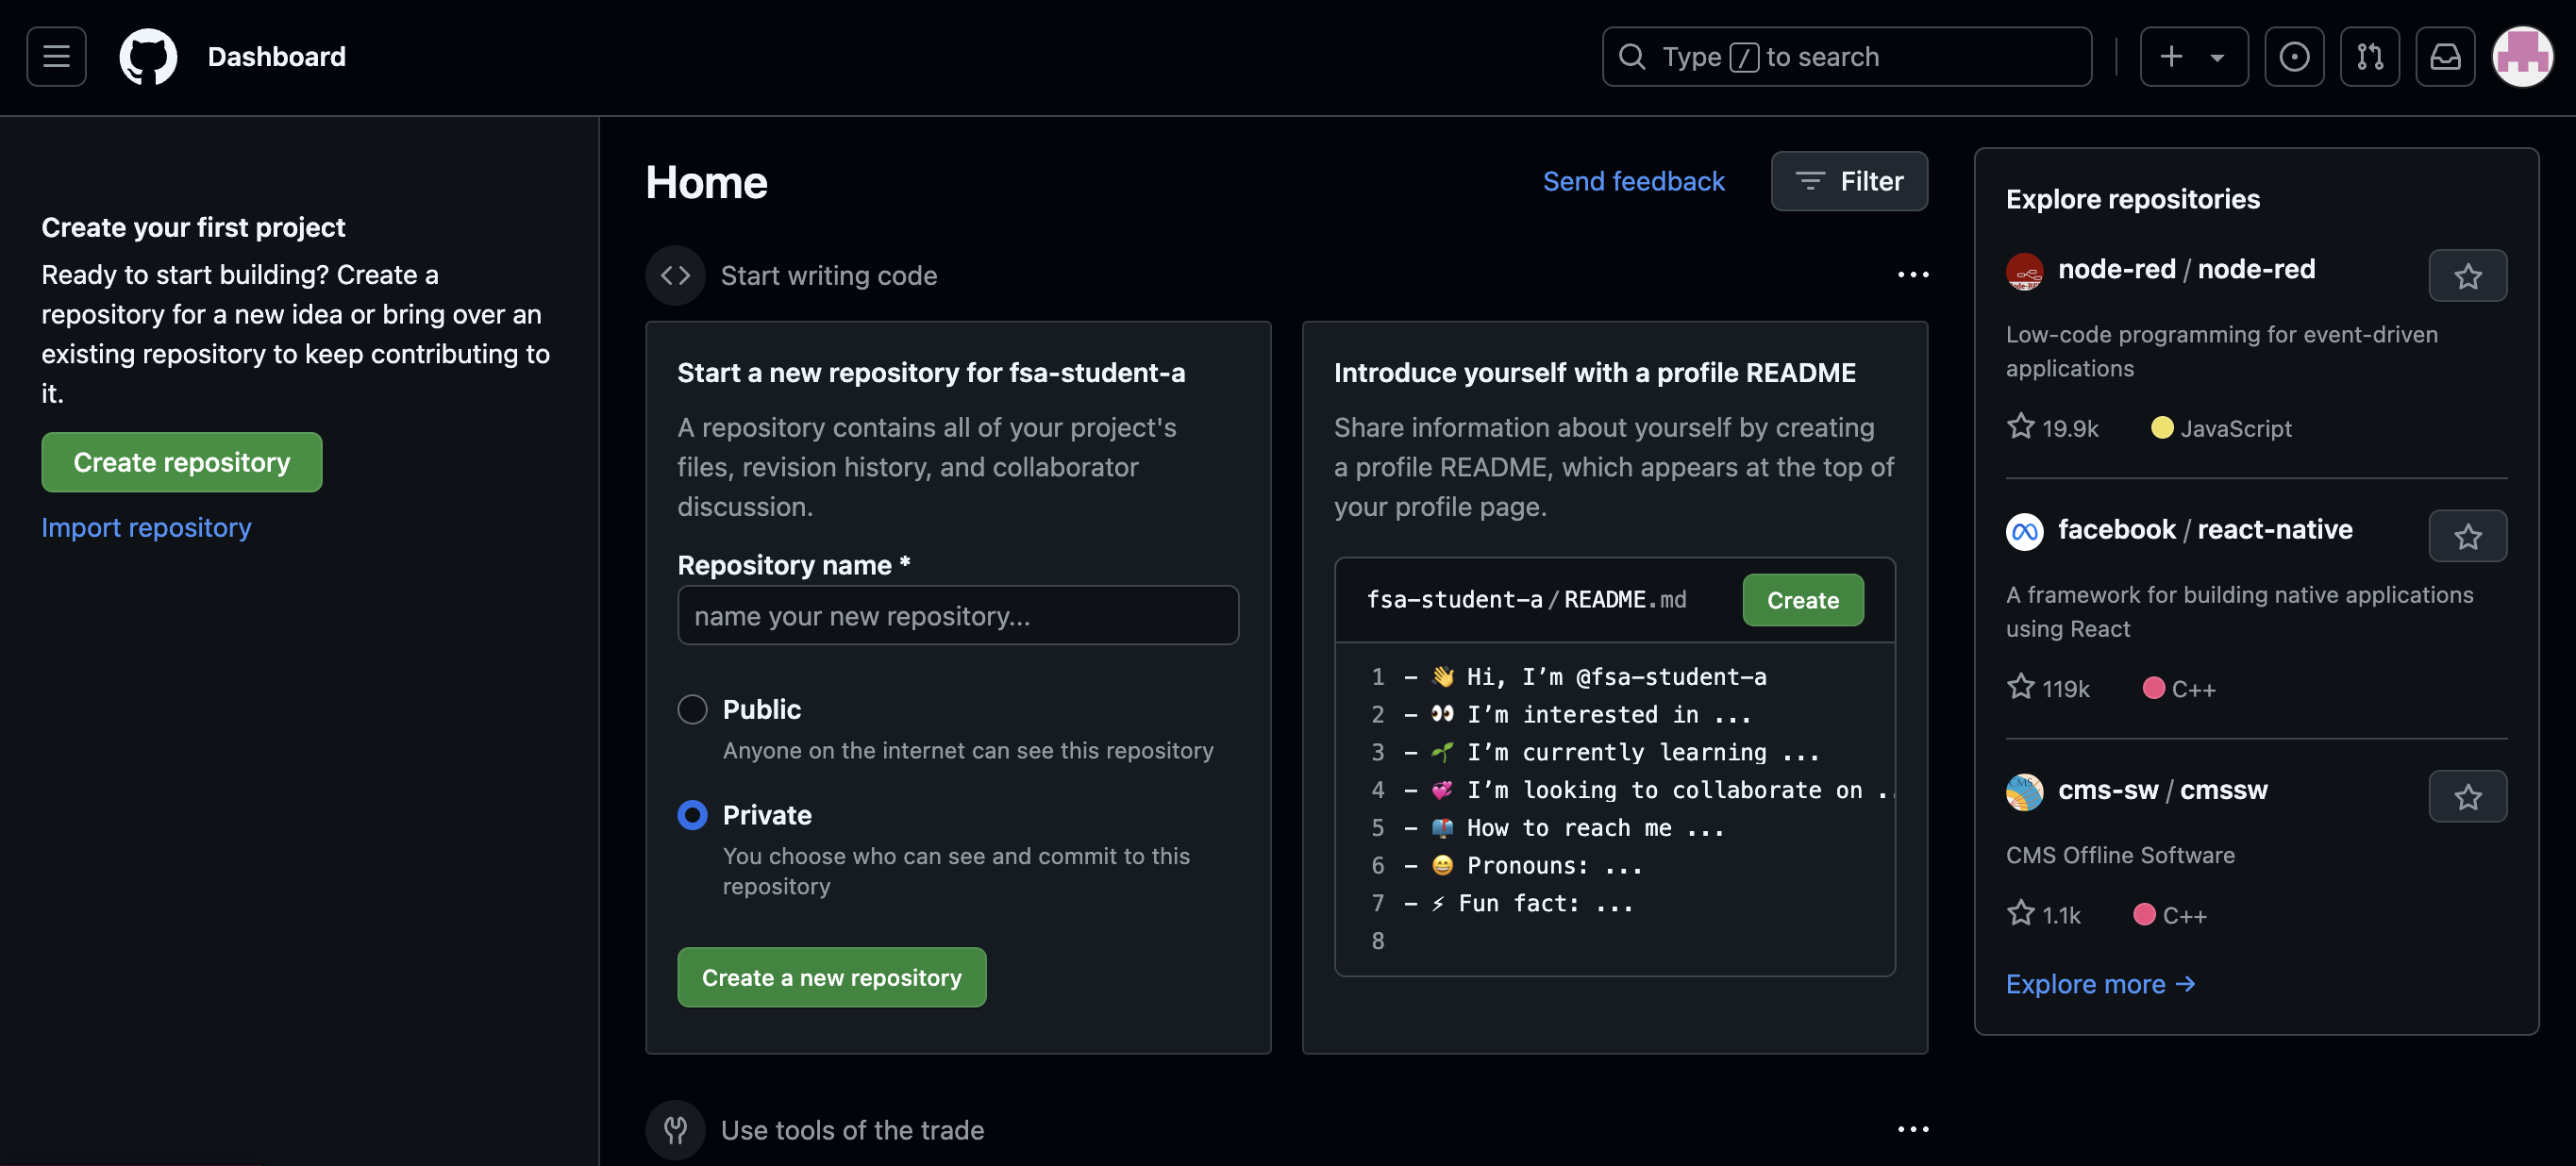 Dashboard
Type / to search
Create your first project
Ready to start building? Create a
repository for a new idea or bring over an
existing repository to keep contributing to
it.
Create repository
Import repository
Home
Send feedback
Filter
Start writing code
Start a new repository for fsa-student-a
A repository contains all of your project's
files, revision history, and collaborator
discussion.
Repository name *
name your new repository...
Public
Anyone on the internet can see this repository
Private
You choose who can see and commit to this
repository
Create a new repository
Introduce yourself with a profile README
Share information about yourself by creating
a profile README, which appears at the top of
your profile page.
fsa-student-a/README.md
Create
1 - 👋 Hi, I’m @fsa-student-a
2 - 👀 I’m interested in ...
3 - 🌱 I’m currently learning ...
4 - 💞️ I’m looking to collaborate on ..
5 - 📫 How to reach me ...
6 - 😄 Pronouns: ...
7 - ⚡ Fun fact: ...
8
Use tools of the trade
Explore repositories
node-red / node-red
Low-code programming for event-driven
applications
19.9k JavaScript
facebook / react-native
A framework for building native applications
using React
119k C++
cms-sw / cmssw
CMS Offline Software
1.1k C++
Explore more →